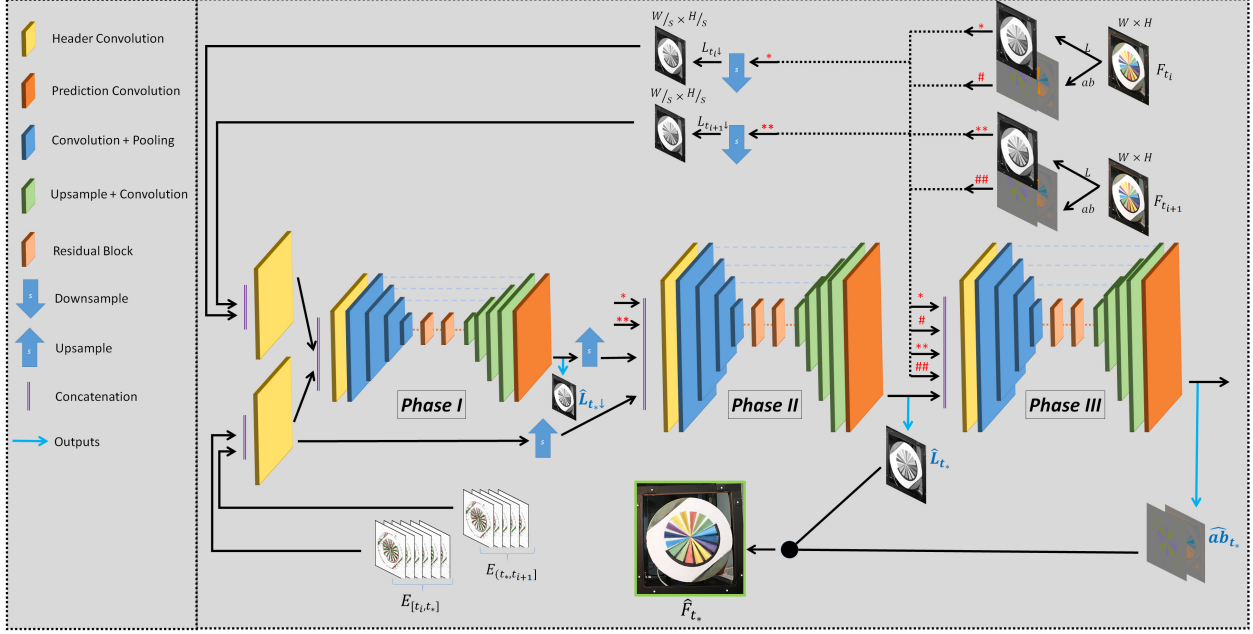 Header Convolution
Prediction Convolution
Convolution + Pooling
Upsample + Convolution
Residual Block
S
Downsample
S
Upsample
Concatenation
Outputs
W/S × H/S
L_{t_i↓}
S
*
*
L
ab
W × H
F_{t_i}
#
W/S × H/S
L_{t_{i+1}↓}
S
**
**
L
ab
W × H
F_{t_{i+1}}
##
Phase I
S
L̂_{t_*↓}
S
*
**
Phase II
L̂_{t_*}
*
#
**
##
Phase III
\widehat{ab}_{t_*}
E_{(t_*,t_{i+1}]}
E_{[t_i,t_*]}
F̂_{t_*}